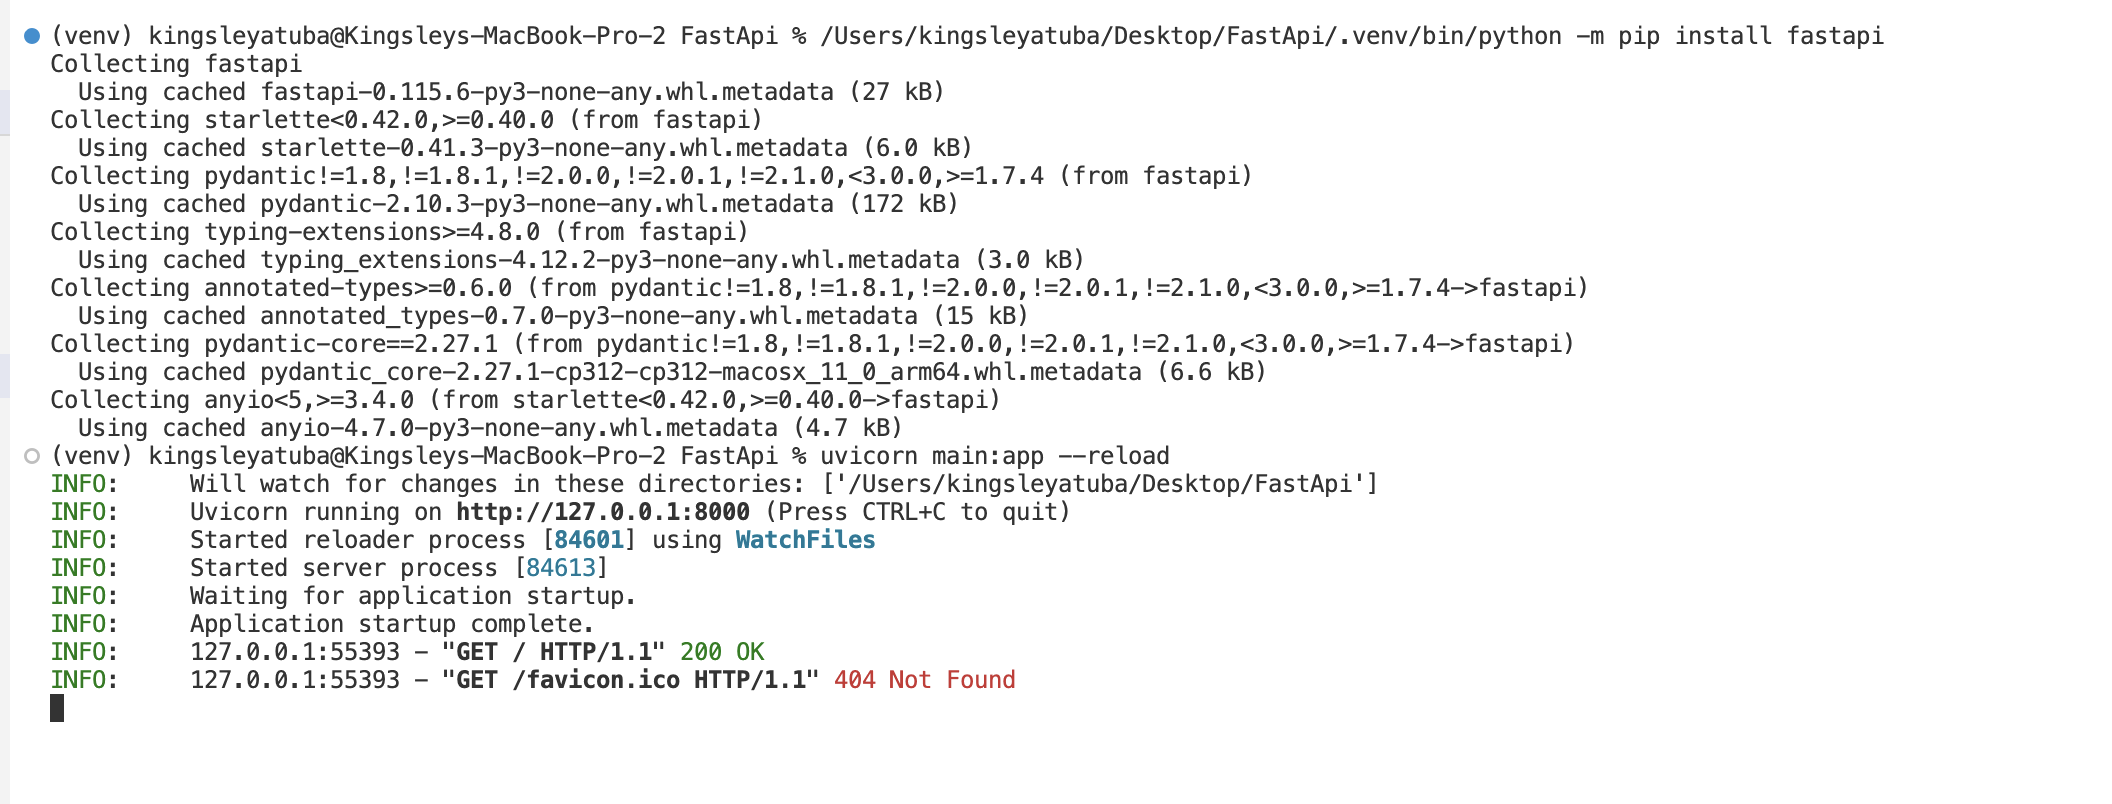 (venv) kingsleyatuba@Kingsleys-MacBook-Pro-2 FastApi % /Users/kingsleyatuba/Desktop/FastApi/.venv/bin/python -m pip install fastapi
Collecting fastapi
  Using cached fastapi-0.115.6-py3-none-any.whl.metadata (27 kB)
Collecting starlette<0.42.0,>=0.40.0 (from fastapi)
  Using cached starlette-0.41.3-py3-none-any.whl.metadata (6.0 kB)
Collecting pydantic!=1.8,!=1.8.1,!=2.0.0,!=2.0.1,!=2.1.0,<3.0.0,>=1.7.4 (from fastapi)
  Using cached pydantic-2.10.3-py3-none-any.whl.metadata (172 kB)
Collecting typing-extensions>=4.8.0 (from fastapi)
  Using cached typing_extensions-4.12.2-py3-none-any.whl.metadata (3.0 kB)
Collecting annotated-types>=0.6.0 (from pydantic!=1.8,!=1.8.1,!=2.0.0,!=2.0.1,!=2.1.0,<3.0.0,>=1.7.4->fastapi)
  Using cached annotated_types-0.7.0-py3-none-any.whl.metadata (15 kB)
Collecting pydantic-core==2.27.1 (from pydantic!=1.8,!=1.8.1,!=2.0.0,!=2.0.1,!=2.1.0,<3.0.0,>=1.7.4->fastapi)
  Using cached pydantic_core-2.27.1-cp312-cp312-macosx_11_0_arm64.whl.metadata (6.6 kB)
Collecting anyio<5,>=3.4.0 (from starlette<0.42.0,>=0.40.0->fastapi)
  Using cached anyio-4.7.0-py3-none-any.whl.metadata (4.7 kB)
(venv) kingsleyatuba@Kingsleys-MacBook-Pro-2 FastApi % uvicorn main:app --reload
INFO:     Will watch for changes in these directories: ['/Users/kingsleyatuba/Desktop/FastApi']
INFO:     Uvicorn running on http://127.0.0.1:8000 (Press CTRL+C to quit)
INFO:     Started reloader process [84601] using WatchFiles
INFO:     Started server process [84613]
INFO:     Waiting for application startup.
INFO:     Application startup complete.
INFO:     127.0.0.1:55393 - "GET / HTTP/1.1" 200 OK
INFO:     127.0.0.1:55393 - "GET /favicon.ico HTTP/1.1" 404 Not Found